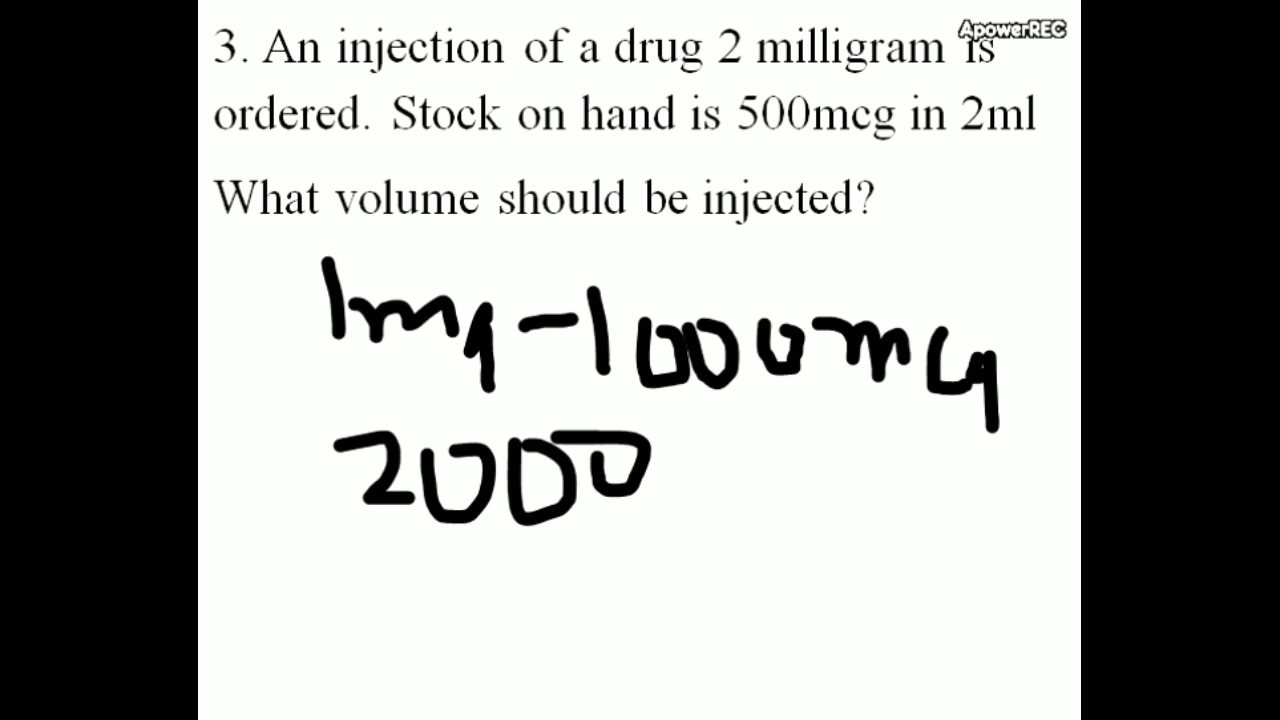 ApowerREC
3. An injection of a drug 2 milligram is
ordered. Stock on hand is 500mcg in 2ml
What volume should be injected?
1mg-1000mcg
2000